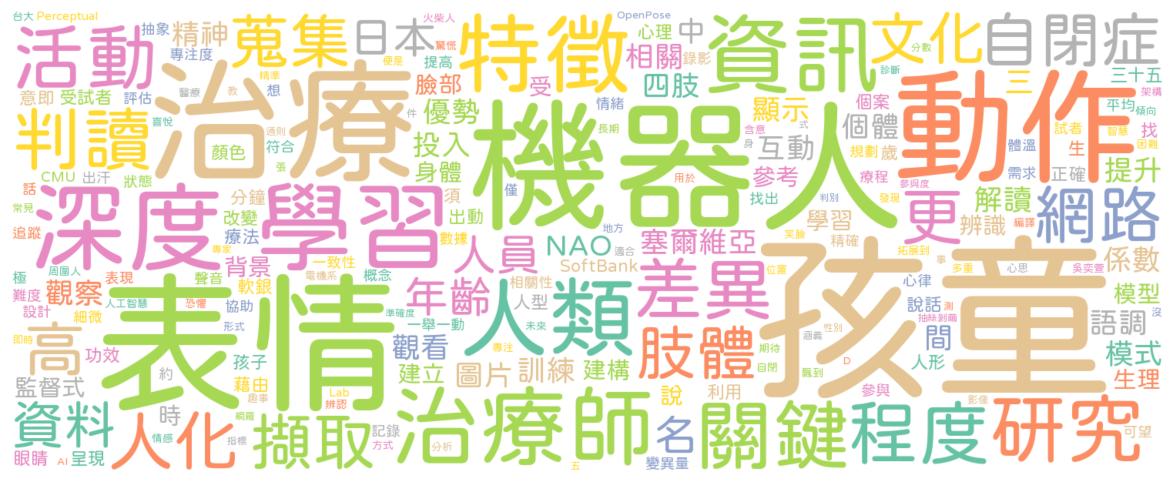 台大 Perceptual
抽象
精神
蒐集
日本
火柴人
驚慌
提高
便是
特徵
OpenPose
心理
中
相關
錄影
四肢
資訊
分數
診斷
文化
自閉症
三
三十五
架構
活動
專注度
精準
臉部
受
意即
受試者
評估
醫療
教
想
件
優勢
情緒
顯示
個案
平均
傾向
判讀
喜悅
治療
通則
顏色
符合
張
投入
身體
長期
機器人
含意
式
個體
規劃
歲
動作
體溫
生
試者
智慧
找
困難
提升
互動
身
參考
療程
需求
正確
CMU
出汗
狀態
話
常見
追蹤
深度學習
分鐘
改變
療法
專家
須
出動
數據
僅
用於
找出
判別
參與度
發現
更
解讀
辨識
編譯
網路
學習
笑臉
精確
拓展到
事
人員
NAO
地方
適合
塞爾維亞
SoftBank
極
周圍人
表現
聲音
背景
一致性
電機系
概念
軟銀
難度
觀察
人工智慧
恐懼
協助
設計
細微
年齡
相關性
人型
準確度
一舉一動
未來
人類
差異
位置
孩童
心律
多重
心思
吳奕萱
係數
說話
測
模型
沒
抽絲剝繭
間
語調
即時
高
功效
表情
形式
孩子
觀看
專注
涵義
性別
期待
自閉
飄到
D
人形
模式
生理
監督式
約
藉由
趣事
建立
圖片
訓練
建構
肢體
說
利用
參與
影像
資料
時
Lab
辨認
網羅
人化
擷取
記錄
方式
治療師
分析
五
名
變異量
關鍵
程度
研究
可望
眼睛
AI
呈現
情感
指標